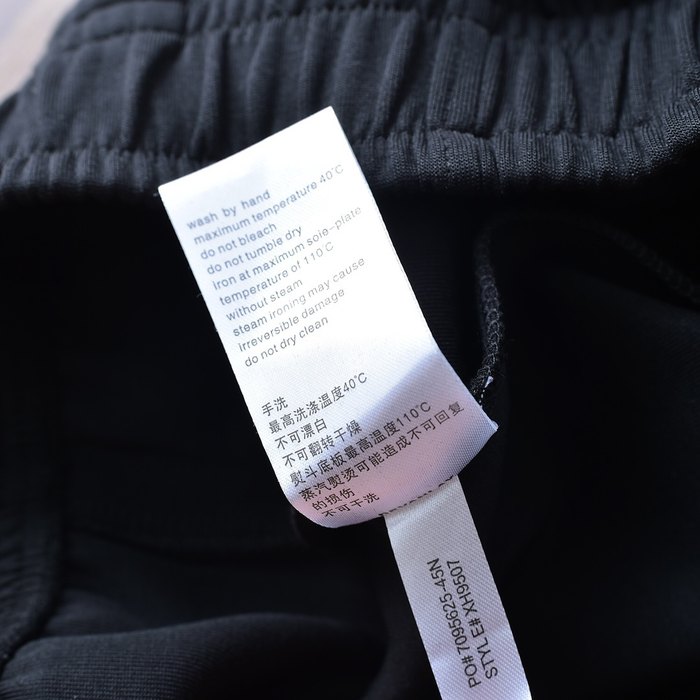 wash by hand
maximum temperature 40°C
do not bleach
do not tumble dry
iron at maximum sole-plate
temperature of 110 C
without steam
steam ironing may cause
irreversible damage
do not dry clean
手洗
最高洗涤温度40°C
不可漂白
不可翻转干燥
熨斗底板最高温度110°C
蒸汽熨烫可能造成不可回复
的损伤
不可干洗
PO#7095625-45N
STYLE# XH9507